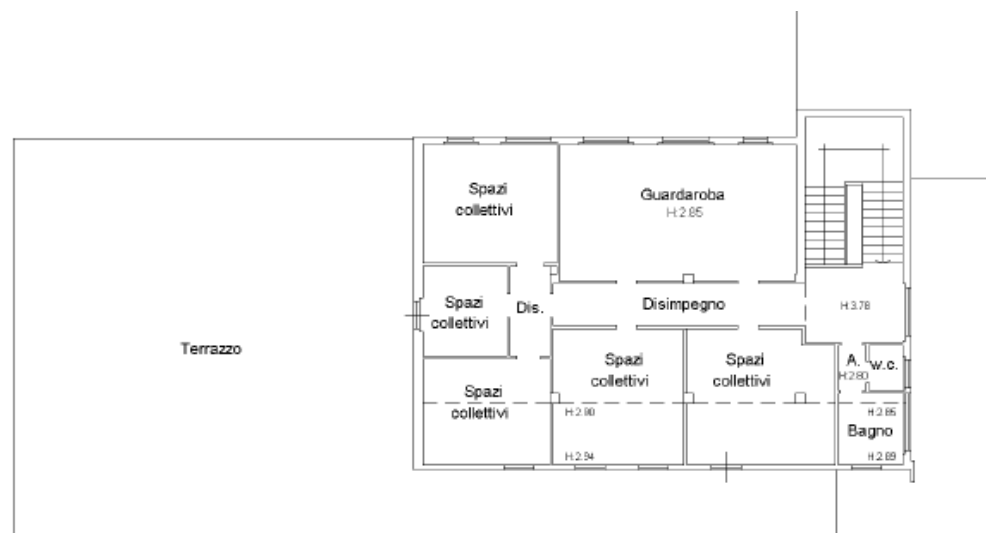 Spazi
collettivi
Guardaroba
H:2.85
Spazi
collettivi
Dis.
Disimpegno
H:3.78
Terrazzo
Spazi
collettivi
Spazi
collettivi
Spazi
collettivi
A.
H:2.80
w.c.
H:2.90
H:2.94
H:2.85
Bagno
H:2.89